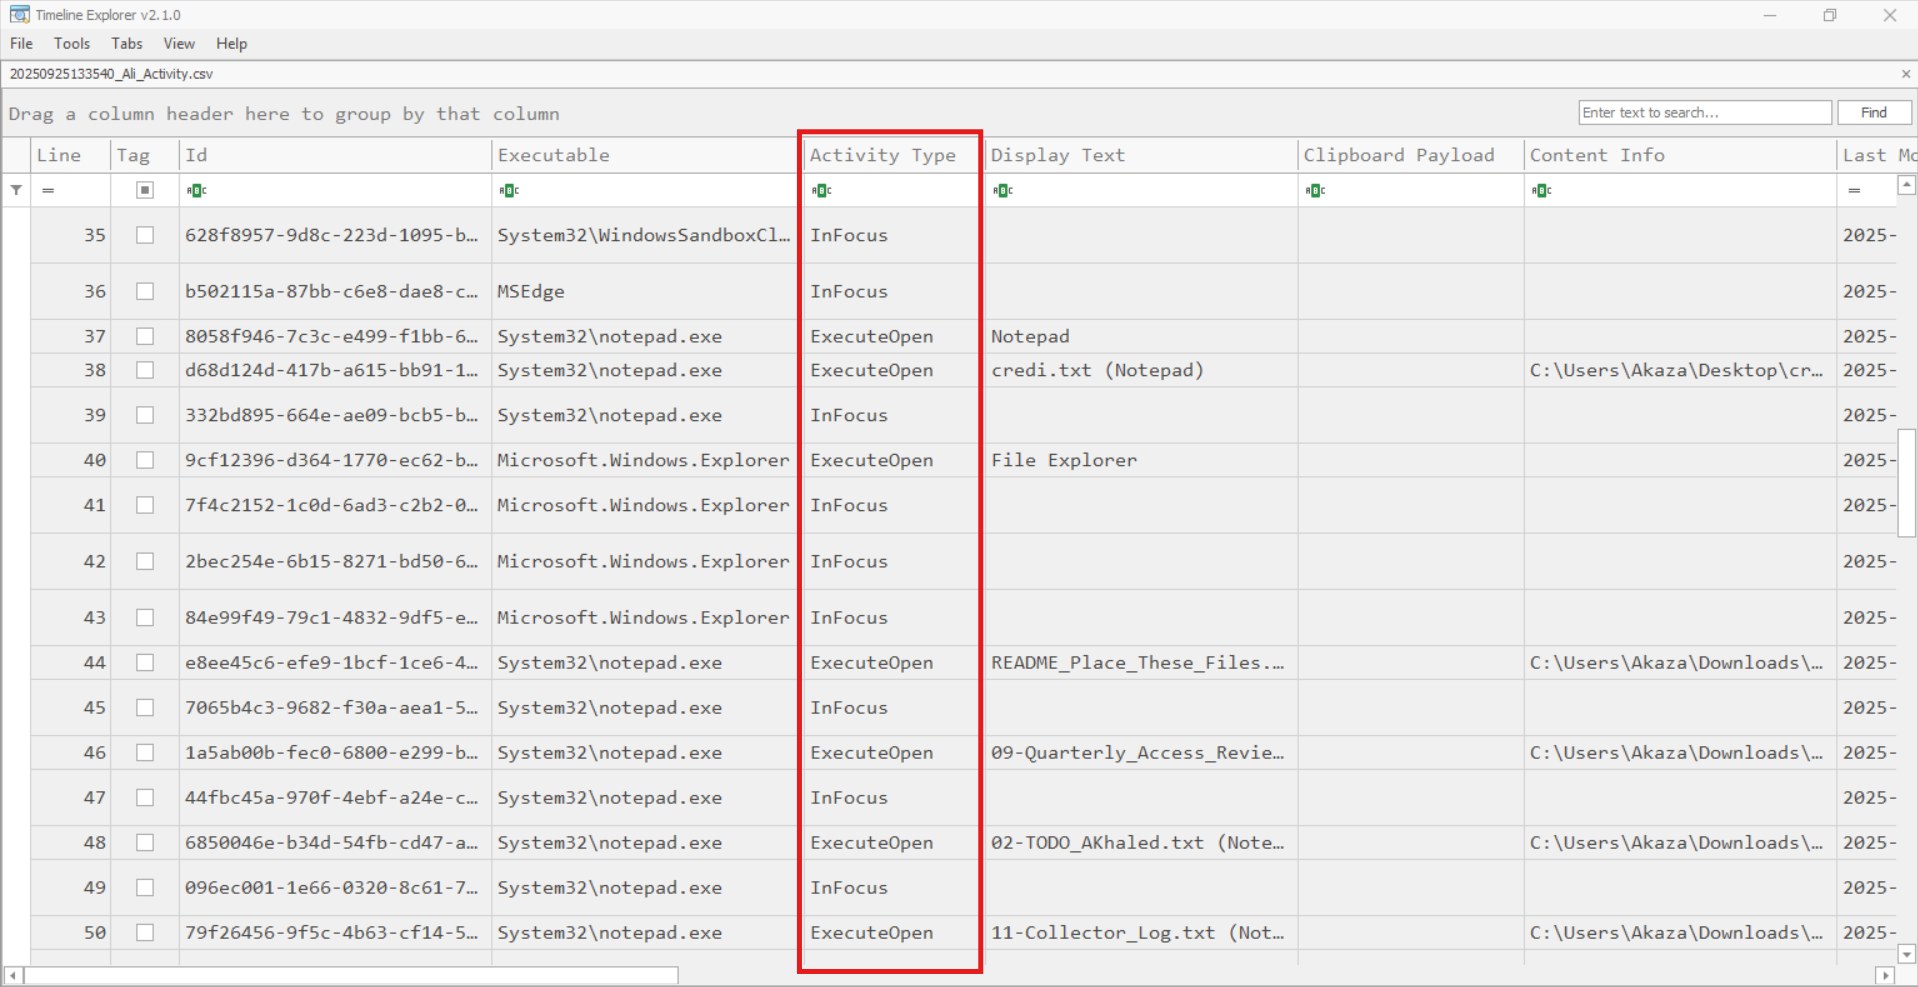 Timeline Explorer v2.1.0
File Tools Tabs View Help
20250925133540_Ali_Activity.csv
Drag a column header here to group by that column
Enter text to search... Find
Line Tag Id Executable Activity Type Display Text Clipboard Payload Content Info Last Mo
= ABC ABC ABC ABC ABC ABC =
35 628f8957-9d8c-223d-1095-b... System32\WindowsSandboxCl... InFocus 2025-
36 b502115a-87bb-c6e8-dae8-c... MSEdge InFocus 2025-
37 8058f946-7c3c-e499-f1bb-6... System32\notepad.exe ExecuteOpen Notepad 2025-
38 d68d124d-417b-a615-bb91-1... System32\notepad.exe ExecuteOpen credi.txt (Notepad) C:\Users\Akaza\Desktop\cr... 2025-
39 332bd895-664e-ae09-bcb5-b... System32\notepad.exe InFocus 2025-
40 9cf12396-d364-1770-ec62-b... Microsoft.Windows.Explorer ExecuteOpen File Explorer 2025-
41 7f4c2152-1c0d-6ad3-c2b2-0... Microsoft.Windows.Explorer InFocus 2025-
42 2bec254e-6b15-8271-bd50-6... Microsoft.Windows.Explorer InFocus 2025-
43 84e99f49-79c1-4832-9df5-e... Microsoft.Windows.Explorer InFocus 2025-
44 e8ee45c6-efe9-1bcf-1ce6-4... System32\notepad.exe ExecuteOpen README_Place_These_Files.... C:\Users\Akaza\Downloads\... 2025-
45 7065b4c3-9682-f30a-aea1-5... System32\notepad.exe InFocus 2025-
46 1a5ab00b-fec0-6800-e299-b... System32\notepad.exe ExecuteOpen 09-Quarterly_Access_Revie... C:\Users\Akaza\Downloads\... 2025-
47 44fbc45a-970f-4ebf-a24e-c... System32\notepad.exe InFocus 2025-
48 6850046e-b34d-54fb-cd47-a... System32\notepad.exe ExecuteOpen 02-TODO_AKhaled.txt (Note... C:\Users\Akaza\Downloads\... 2025-
49 096ec001-1e66-0320-8c61-7... System32\notepad.exe InFocus 2025-
50 79f26456-9f5c-4b63-cf14-5... System32\notepad.exe ExecuteOpen 11-Collector_Log.txt (Not... C:\Users\Akaza\Downloads\... 2025-